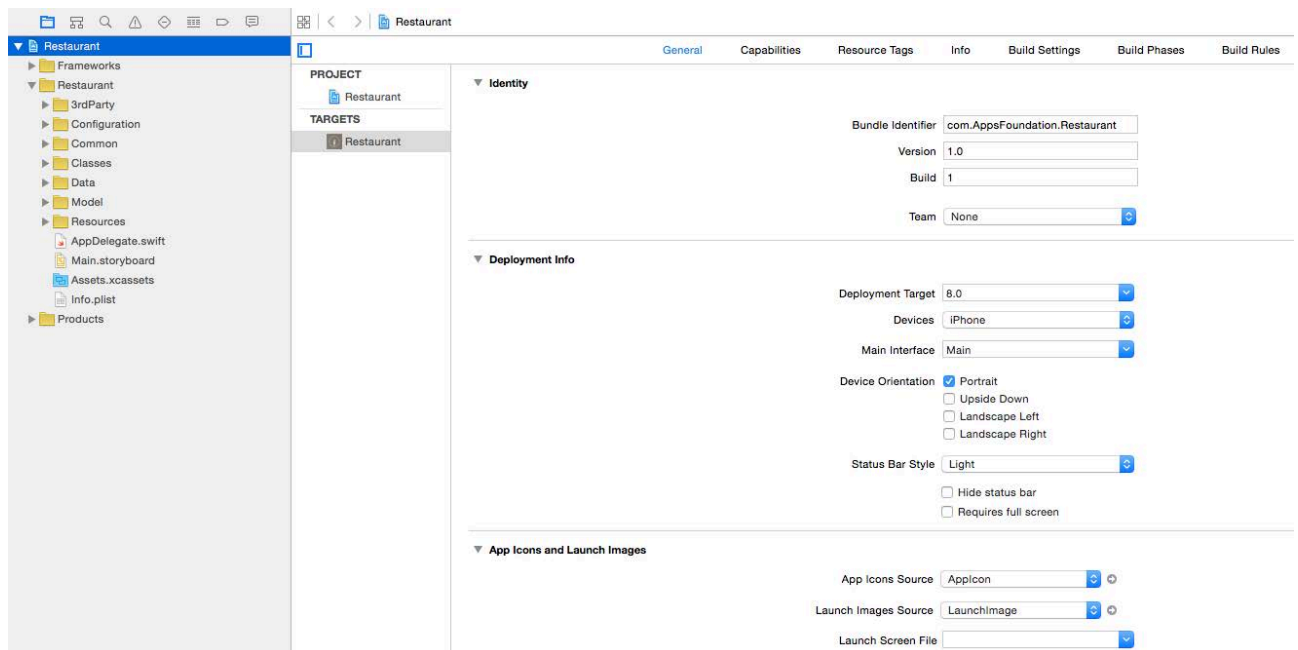 Restaurant
Frameworks
Restaurant
3rdParty
Configuration
Common
Classes
Data
Model
Resources
AppDelegate.swift
Main.storyboard
Assets.xcassets
Info.plist
Products
Restaurant
General Capabilities Resource Tags Info Build Settings Build Phases Build Rules
PROJECT
Restaurant
TARGETS
Restaurant
Identity
Bundle Identifier com.AppsFoundation.Restaurant
Version 1.0
Build 1
Team None
Deployment Info
Deployment Target 8.0
Devices iPhone
Main Interface Main
Device Orientation Portrait
Upside Down
Landscape Left
Landscape Right
Status Bar Style Light
Hide status bar
Requires full screen
App Icons and Launch Images
App Icons Source AppIcon
Launch Images Source LaunchImage
Launch Screen File